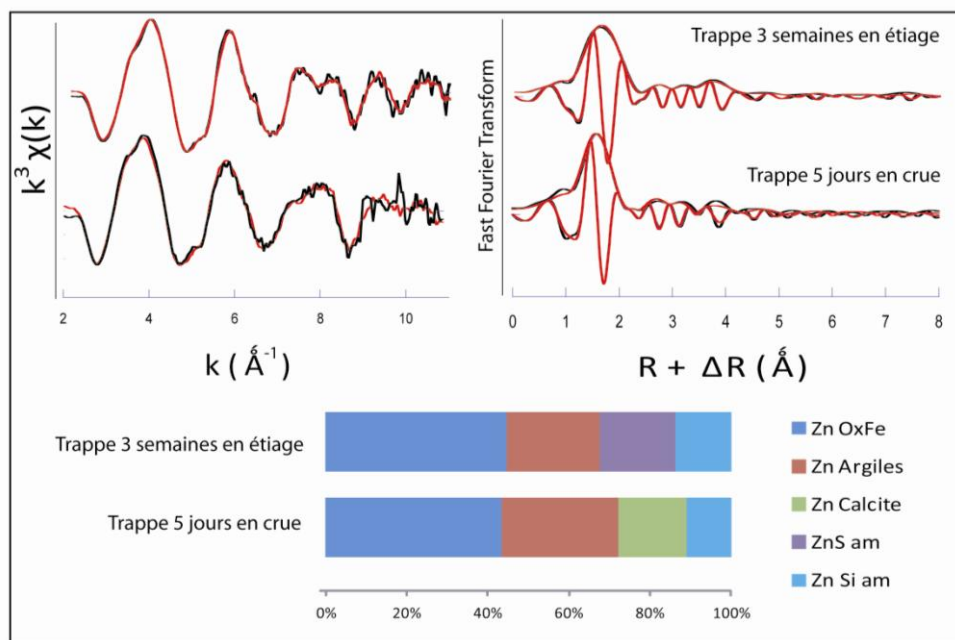 Trappe 3 semaines en étiage
Trappe 5 jours en crue
k³ χ(k)
Fast Fourier Transform
2 4 6 8 10
0 1 2 3 4 5 6 7 8
k (Å⁻¹)
R + ΔR (Å)
Trappe 3 semaines en étiage
Trappe 5 jours en crue
0% 20% 40% 60% 80% 100%
Zn OxFe
Zn Argiles
Zn Calcite
ZnS am
Zn Si am